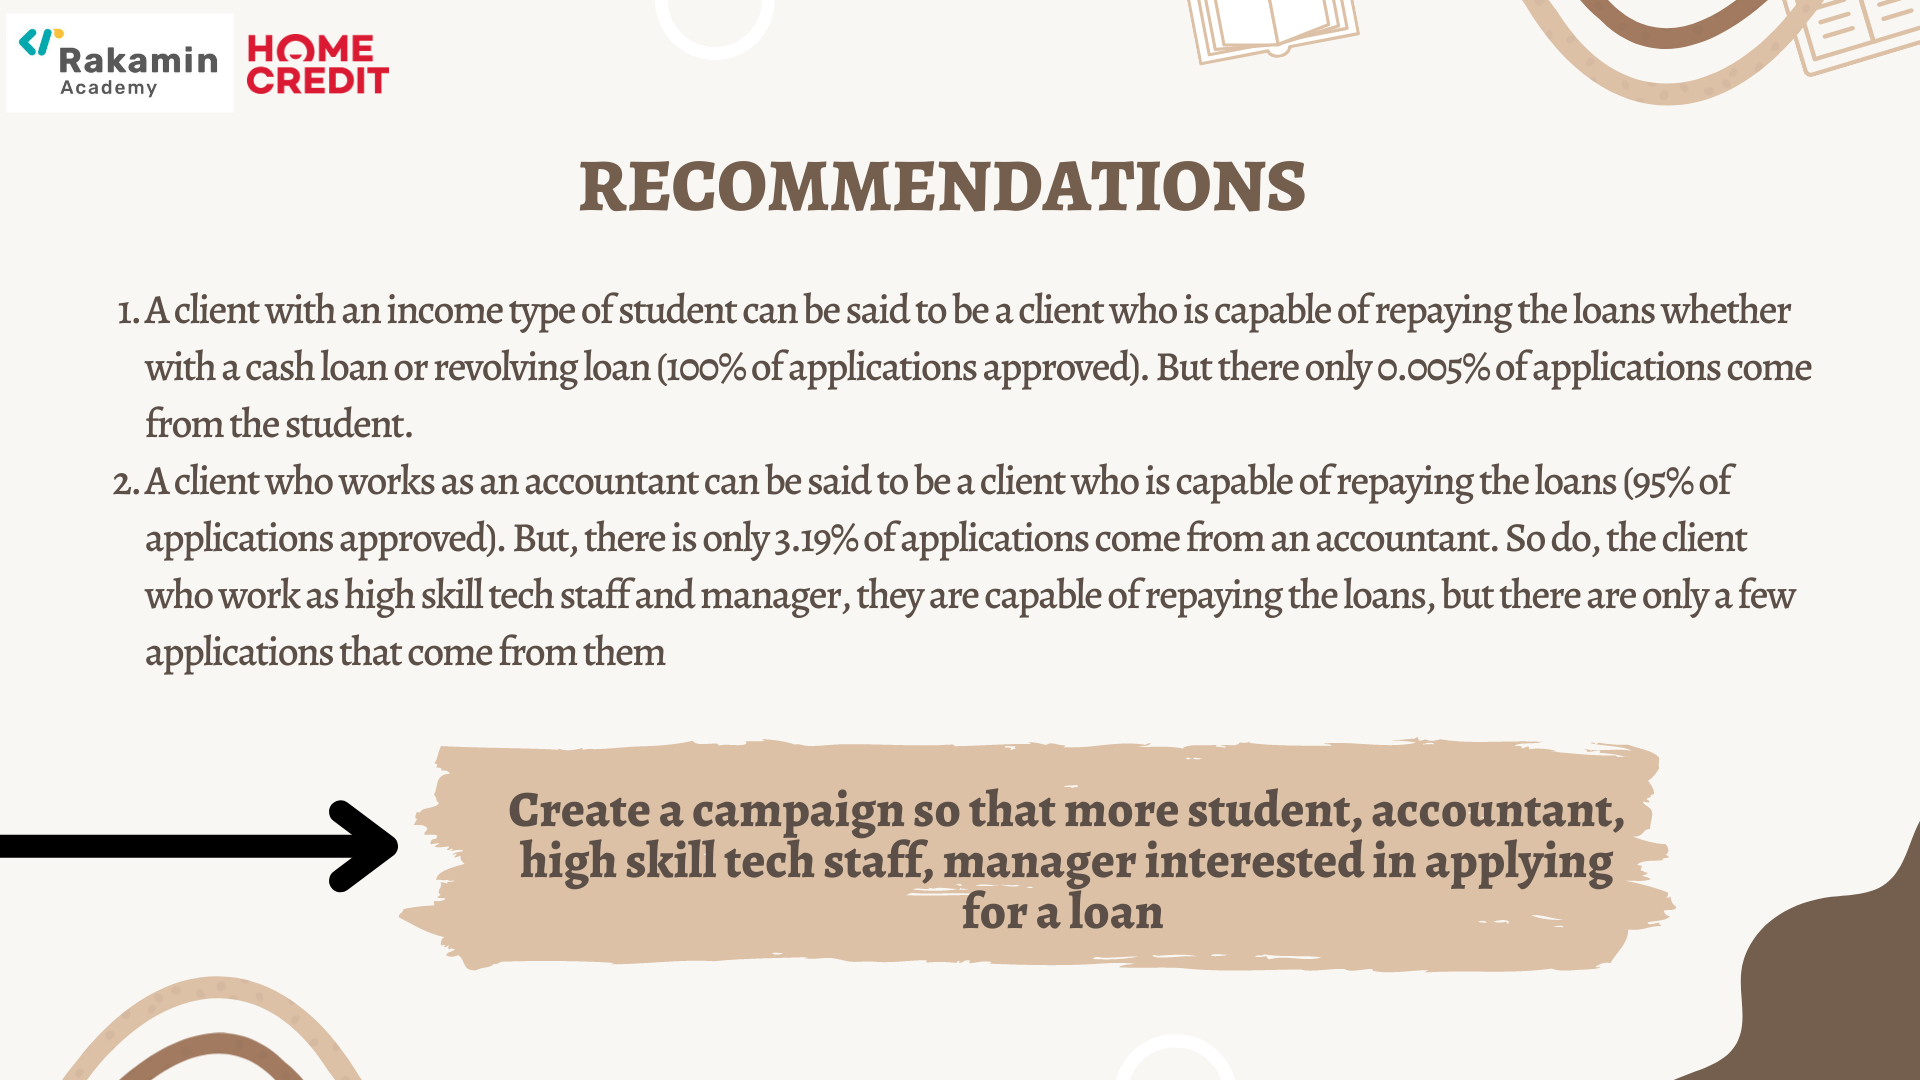 Rakamin
Academy
HOME
CREDIT
RECOMMENDATIONS
1. A client with an income type of student can be said to be a client who is capable of repaying the loans whether
with a cash loan or revolving loan (100% of applications approved). But there only 0.005% of applications come
from the student.
2. A client who works as an accountant can be said to be a client who is capable of repaying the loans (95% of
applications approved). But, there is only 3.19% of applications come from an accountant. So do, the client
who work as high skill tech staff and manager, they are capable of repaying the loans, but there are only a few
applications that come from them
Create a campaign so that more student, accountant,
high skill tech staff, manager interested in applying
for a loan